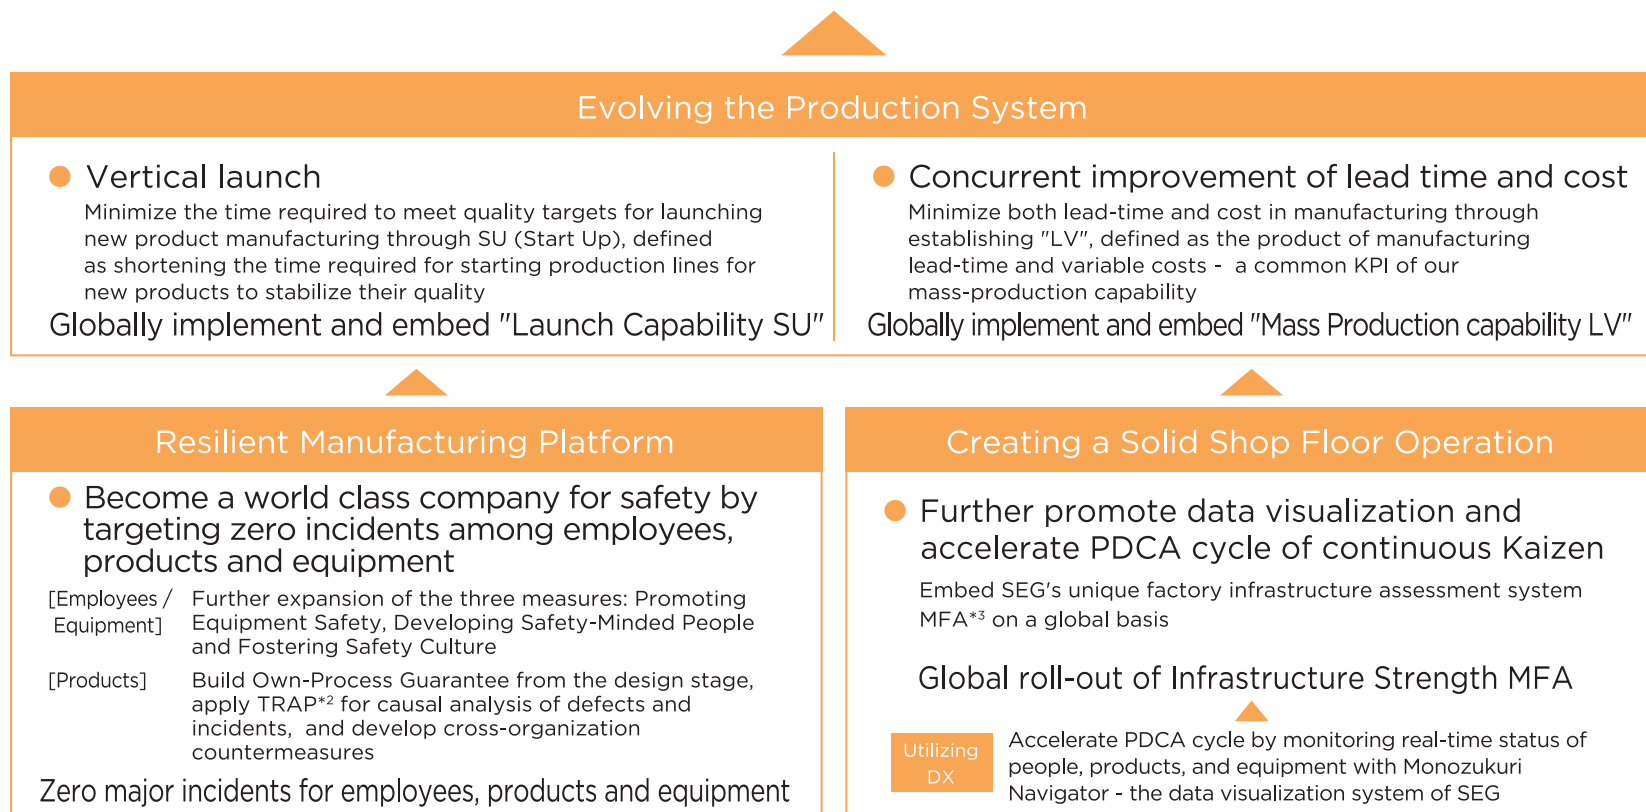 Evolving the Production System
Vertical launch
Minimize the time required to meet quality targets for launching
new product manufacturing through SU (Start Up), defined
as shortening the time required for starting production lines for
new products to stabilize their quality
Globally implement and embed "Launch Capability SU"
Concurrent improvement of lead time and cost
Minimize both lead-time and cost in manufacturing through
establishing "LV", defined as the product of manufacturing
lead-time and variable costs - a common KPI of our
mass-production capability
Globally implement and embed "Mass Production capability LV"
Resilient Manufacturing Platform
Become a world class company for safety by
targeting zero incidents among employees,
products and equipment
[Employees /
Equipment]
Further expansion of the three measures: Promoting
Equipment Safety, Developing Safety-Minded People
and Fostering Safety Culture
[Products]
Build Own-Process Guarantee from the design stage,
apply TRAP*2 for causal analysis of defects and
incidents, and develop cross-organization
countermeasures
Zero major incidents for employees, products and equipment
Creating a Solid Shop Floor Operation
Further promote data visualization and
accelerate PDCA cycle of continuous Kaizen
Embed SEG's unique factory infrastructure assessment system
MFA*3 on a global basis
Global roll-out of Infrastructure Strength MFA
Utilizing
DX
Accelerate PDCA cycle by monitoring real-time status of
people, products, and equipment with Monozukuri
Navigator - the data visualization system of SEG